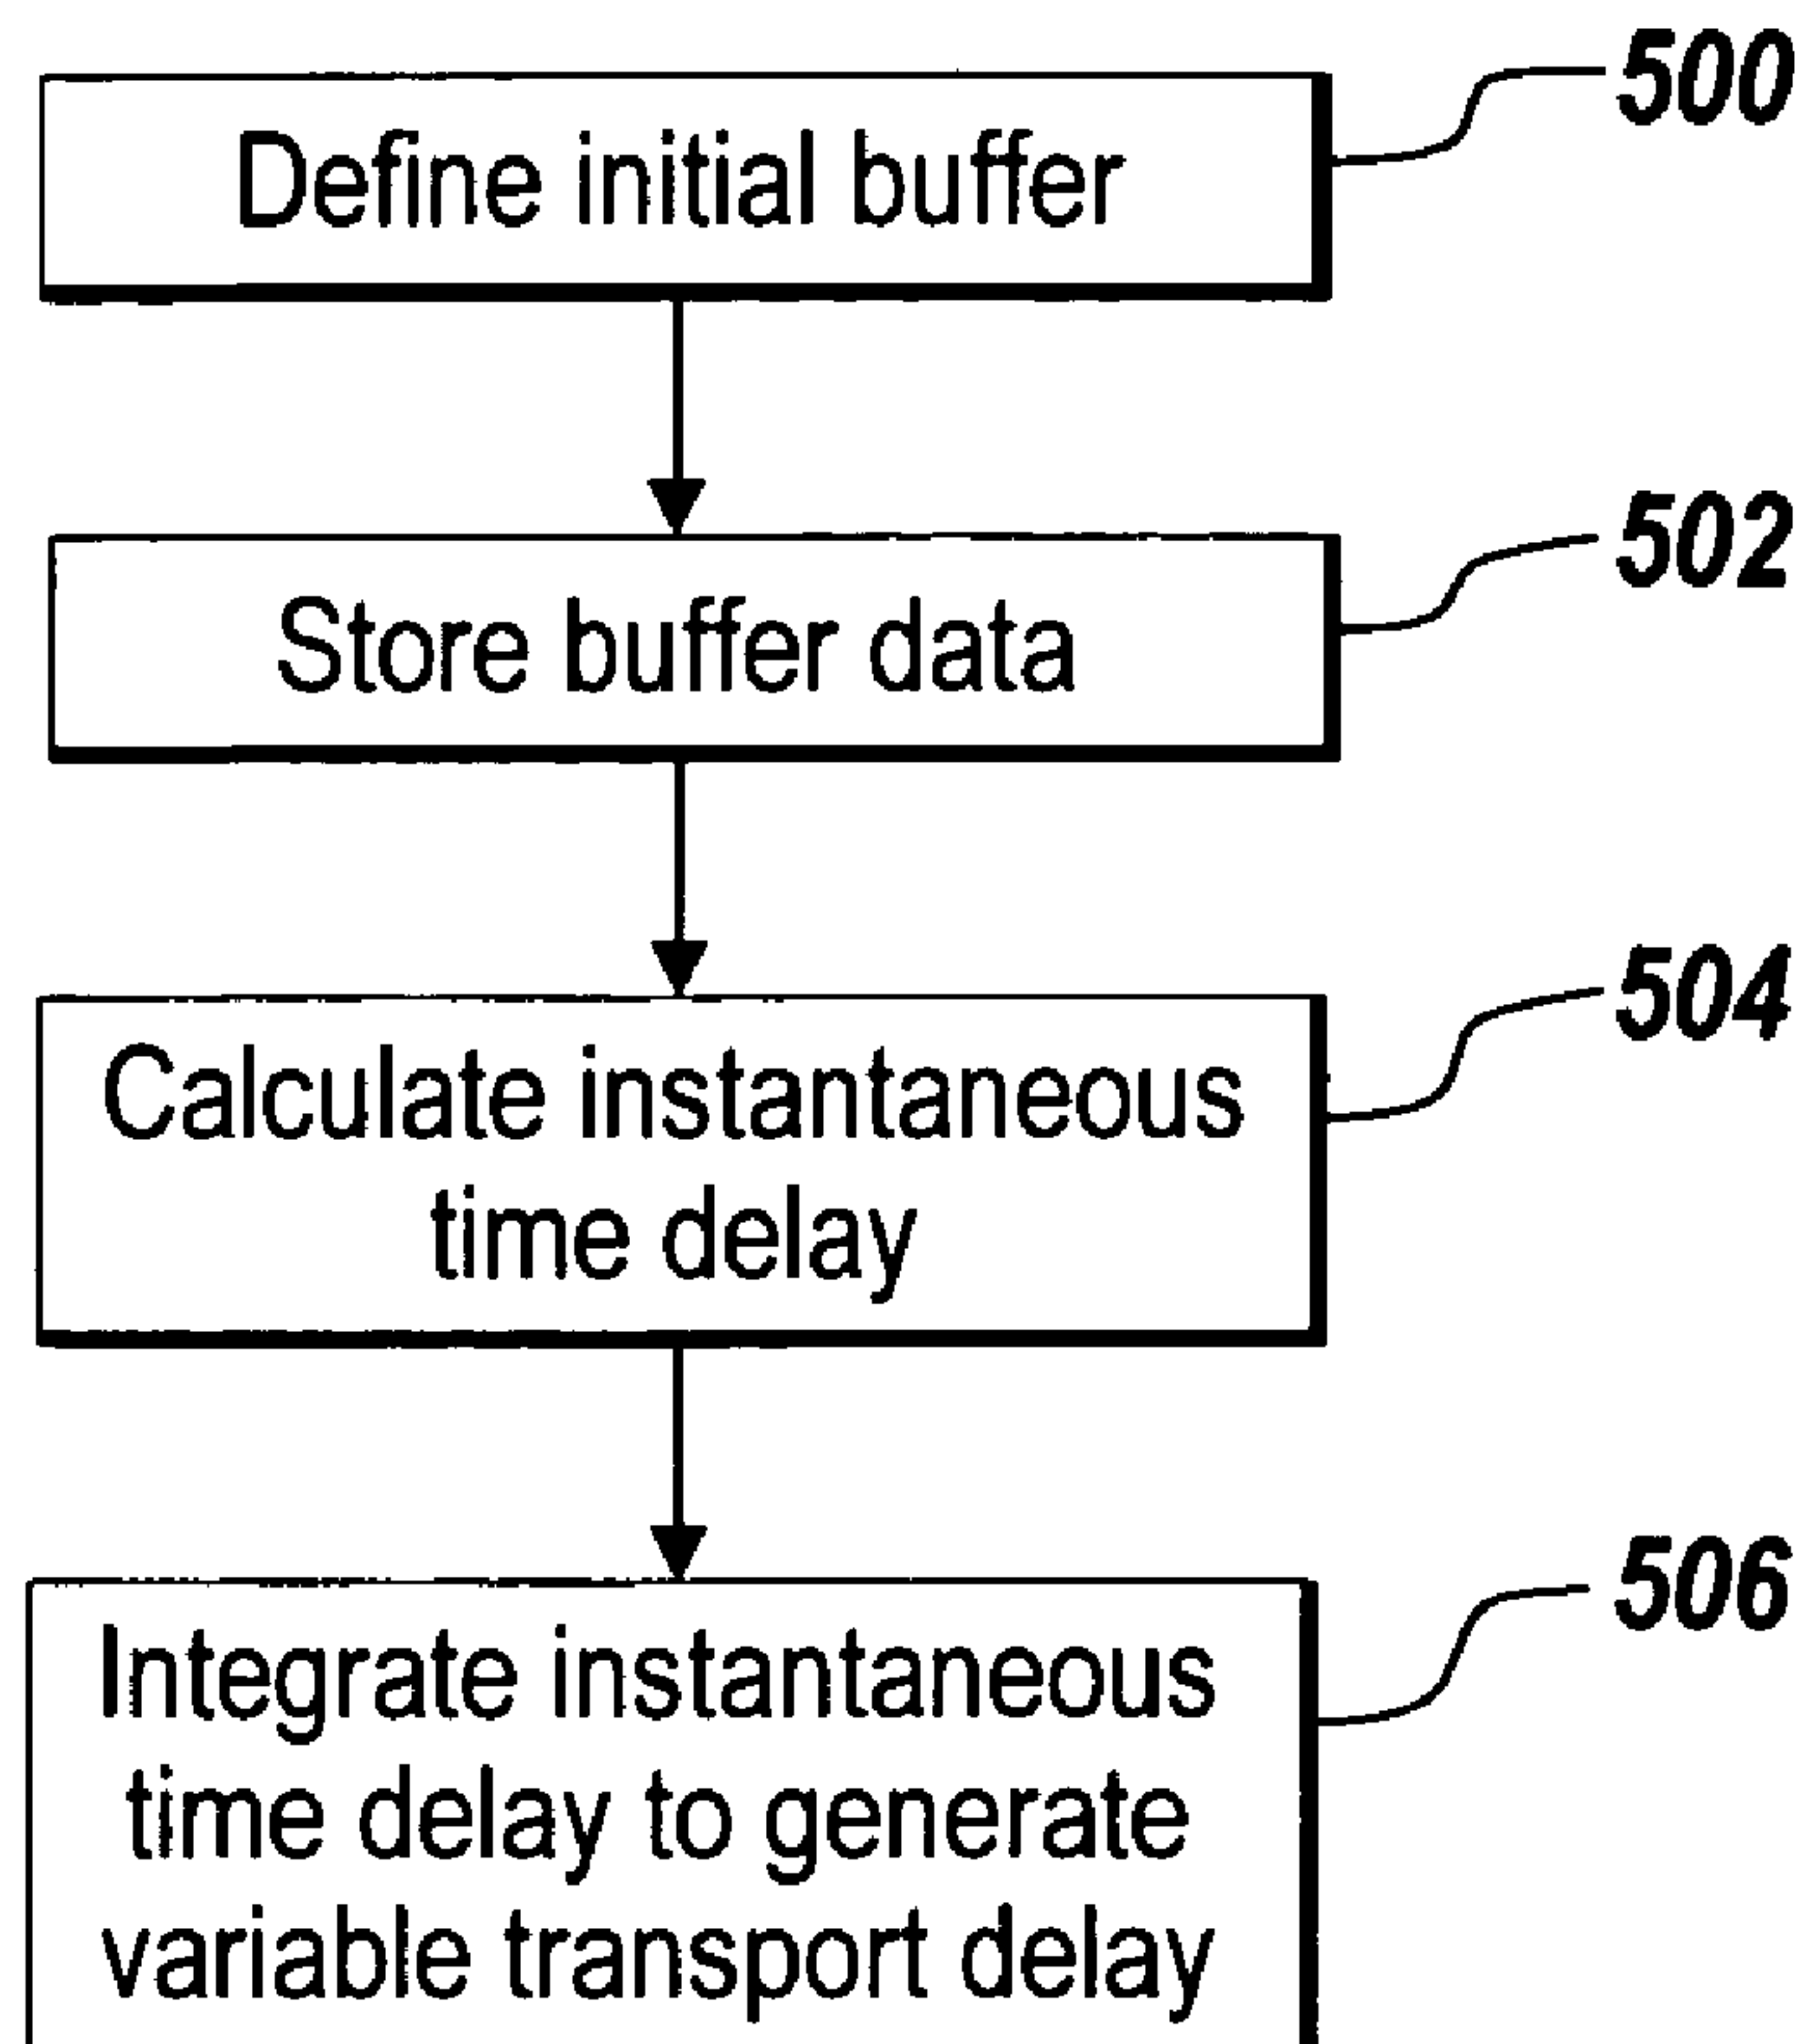 500
Define initial buffer
502
Store buffer data
504
Calculate instantaneous
time delay
506
Integrate instantaneous
time delay to generate
variable transport delay